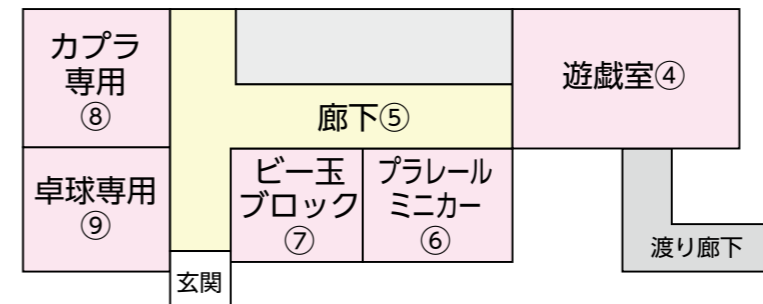 カプラ
専用
⑧
遊戯室④
廊下⑤
卓球専用
⑨
ビー玉
ブロック
⑦
プラレール
ミニカー
⑥
渡り廊下
玄関